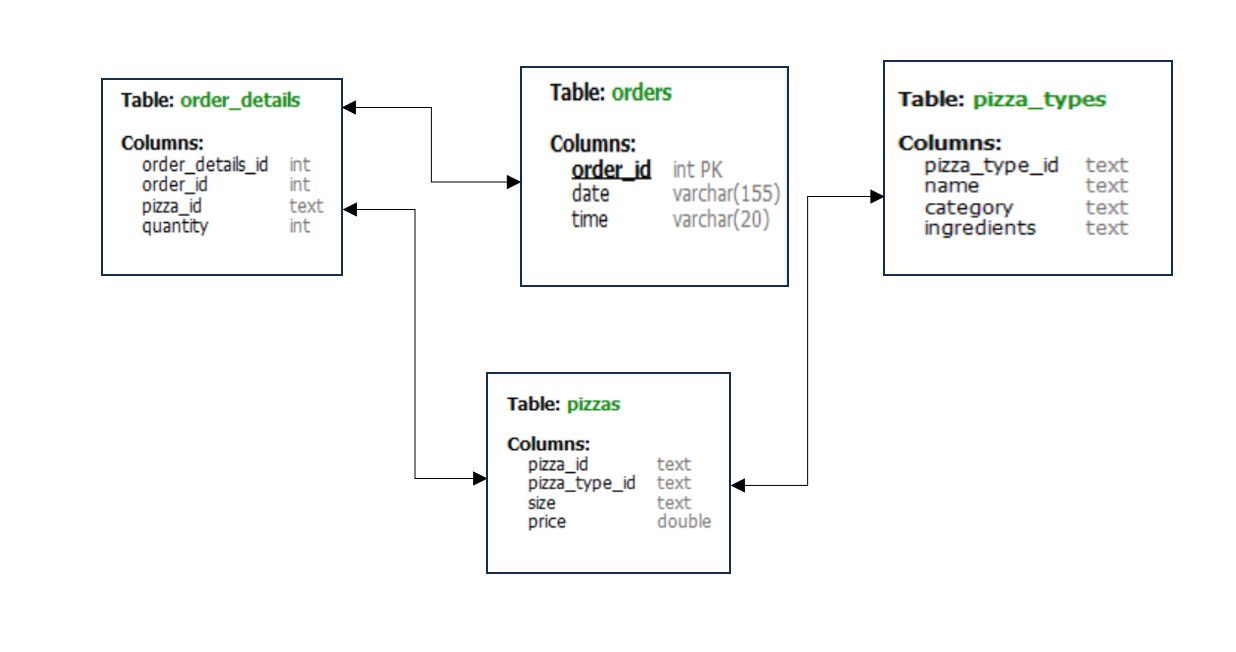 Table: order_details
Columns:
order_details_id int
order_id int
pizza_id text
quantity int
Table: orders
Columns:
order_id int PK
date varchar(155)
time varchar(20)
Table: pizza_types
Columns:
pizza_type_id text
name text
category text
ingredients text
Table: pizzas
Columns:
pizza_id text
pizza_type_id text
size text
price double